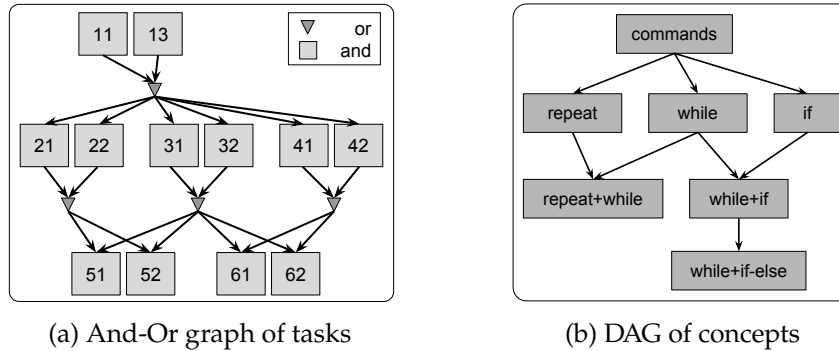 11 13
or
and
21 22 31 32 41 42
51 52 61 62
(a) And-Or graph of tasks
commands
repeat while if
repeat+while while+if
while+if-else
(b) DAG of concepts